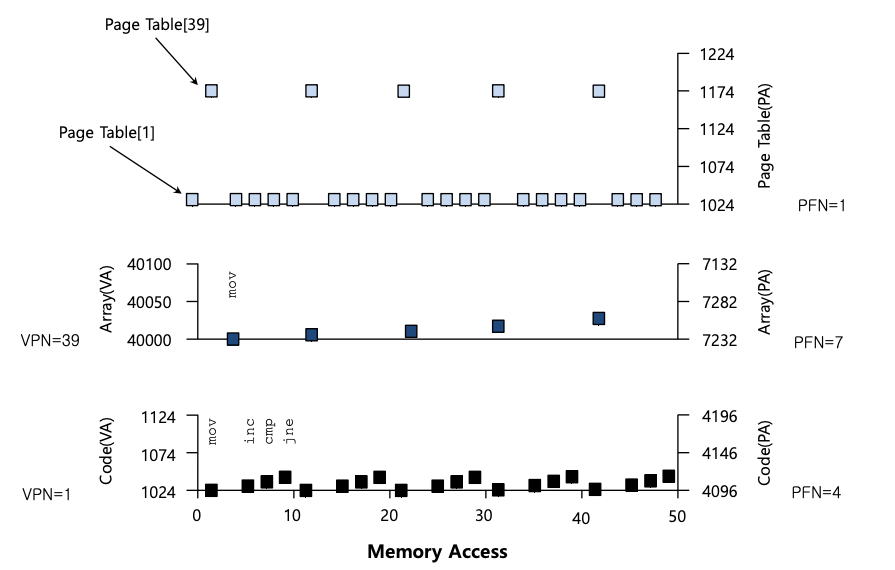 Page Table[39]
1224
1174
Page Table[1]
1124
1074
1024
Page Table(PA)
PFN=1
Array(VA)
40100
40050
40000
mov
7132
7282
7232
Array(PA)
VPN=39
PFN=7
Code(VA)
1124
1074
1024
mov
inc
cmp
jne
4196
4146
4096
Code(PA)
VPN=1
PFN=4
0 10 20 30 40 50
Memory Access